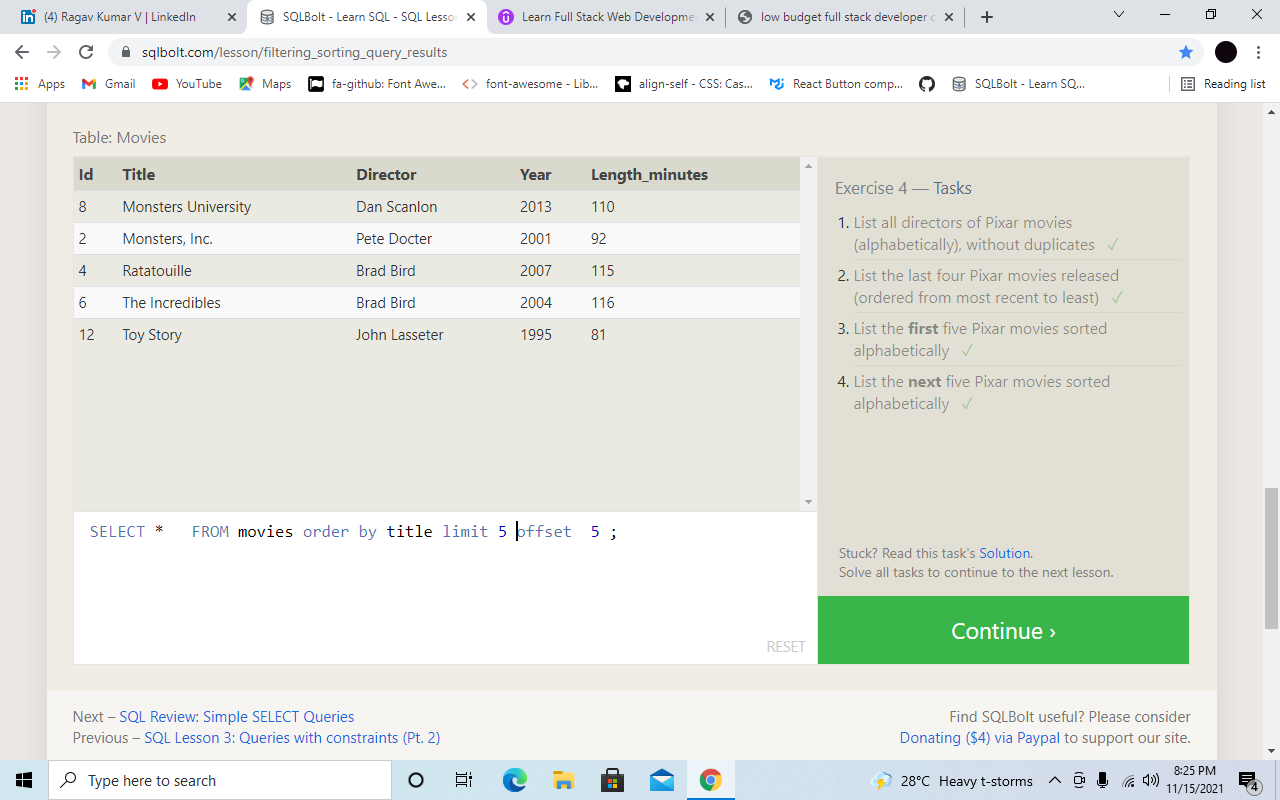 (4) Ragav Kumar V | LinkedIn
SQLBolt - Learn SQL - SQL Lesson
Learn Full Stack Web Developme
low budget full stack developer c
sqlbolt.com/lesson/filtering_sorting_query_results
Apps
Gmail
YouTube
Maps
fa-github: Font Awe...
font-awesome - Lib...
align-self - CSS: Cas...
React Button comp...
SQLBolt - Learn SQ...
Reading list
Table: Movies
Id Title Director Year Length_minutes
8 Monsters University Dan Scanlon 2013 110
2 Monsters, Inc. Pete Docter 2001 92
4 Ratatouille Brad Bird 2007 115
6 The Incredibles Brad Bird 2004 116
12 Toy Story John Lasseter 1995 81
SELECT * FROM movies order by title limit 5 offset 5 ;
RESET
Exercise 4 — Tasks
1. List all directors of Pixar movies
(alphabetically), without duplicates ✓
2. List the last four Pixar movies released
(ordered from most recent to least) ✓
3. List the first five Pixar movies sorted
alphabetically ✓
4. List the next five Pixar movies sorted
alphabetically ✓
Stuck? Read this task's Solution.
Solve all tasks to continue to the next lesson.
Continue ›
Next – SQL Review: Simple SELECT Queries
Previous – SQL Lesson 3: Queries with constraints (Pt. 2)
Find SQLBolt useful? Please consider
Donating ($4) via Paypal to support our site.
Type here to search
28°C Heavy t-storms
8:25 PM
11/15/2021
4